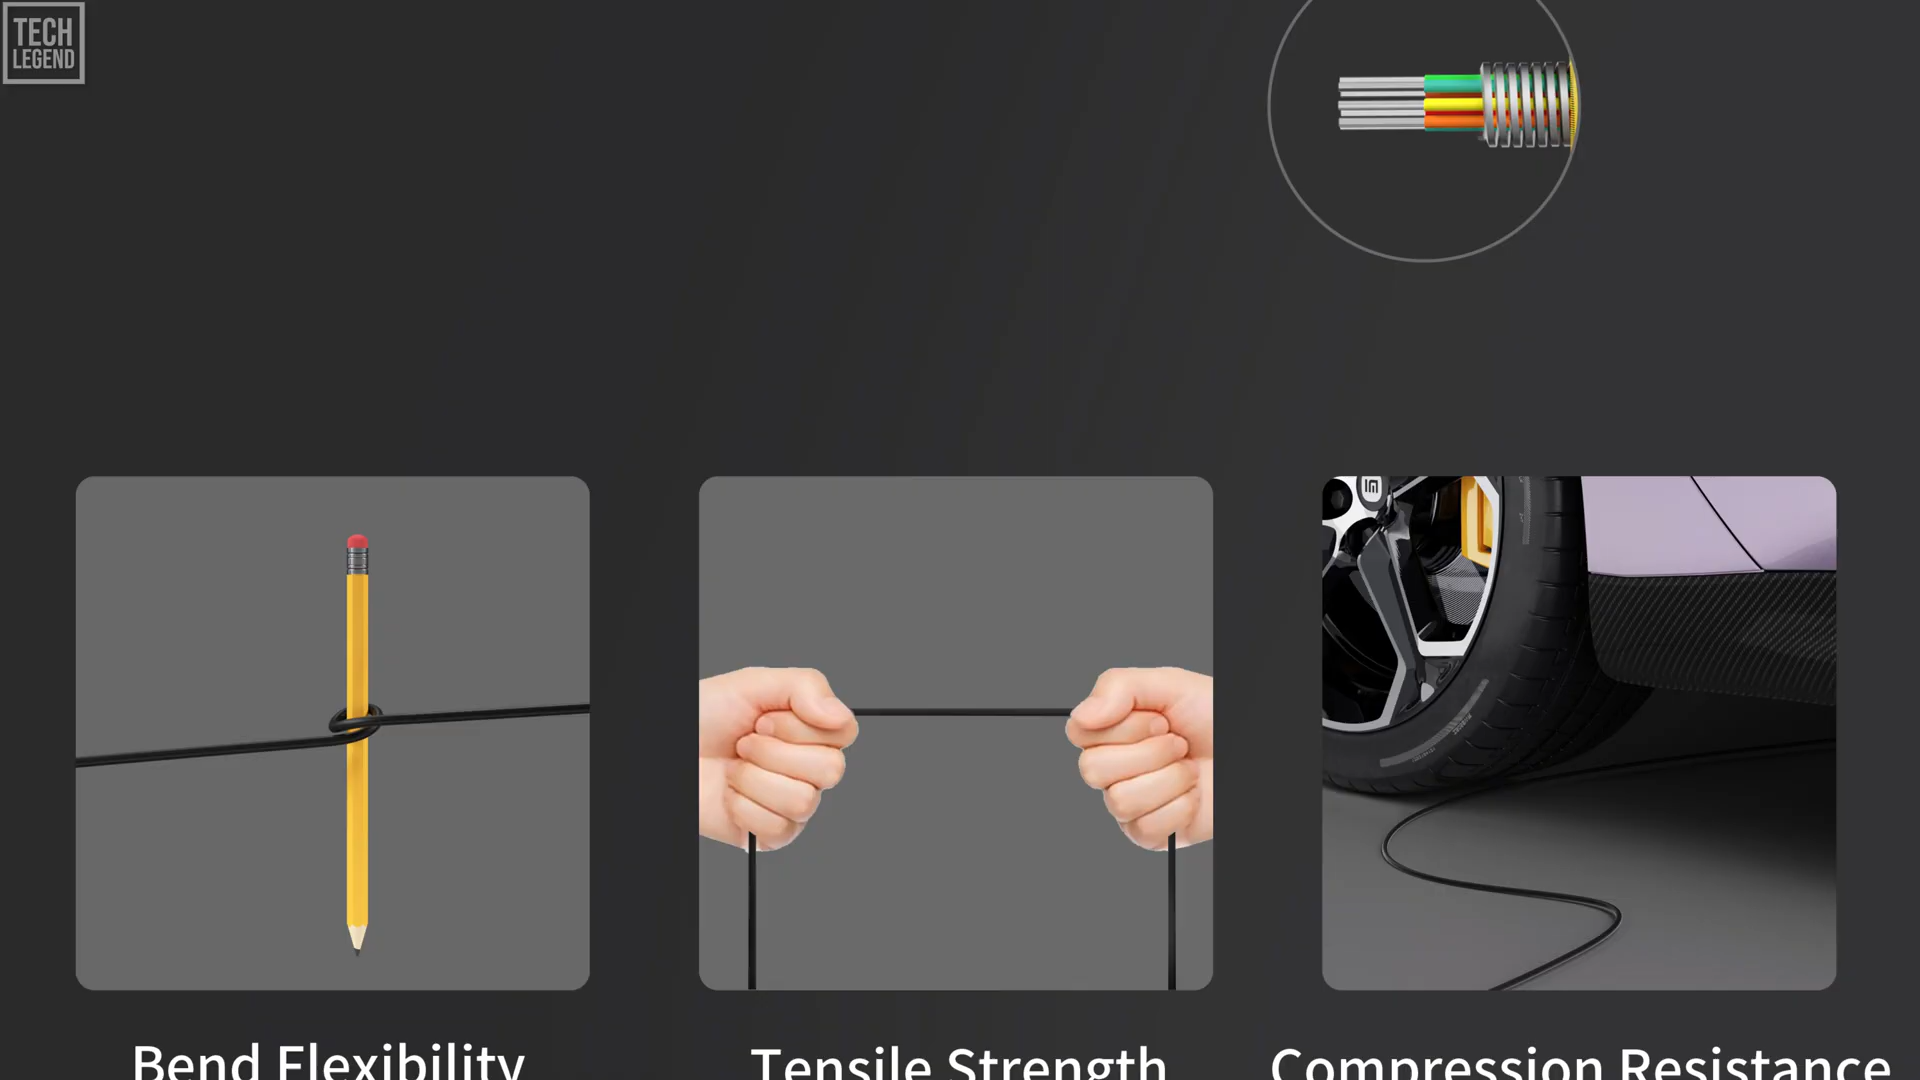 TECH
LEGEND
Bend Flexibility
Tensile Strength
Compression Resistance